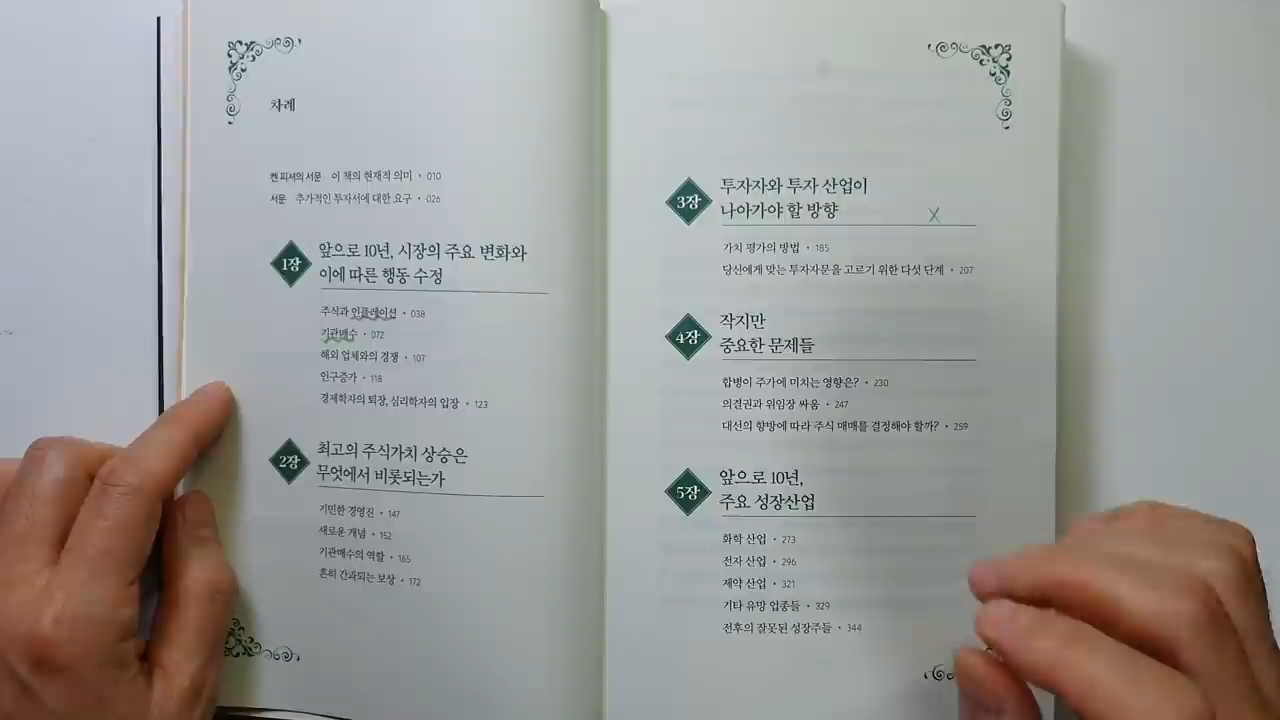 차례
켄 피셔의 서문 이 책의 현재적 의미 • 010
서문 추가적인 투자서에 대한 요구 • 026
1장 앞으로 10년, 시장의 주요 변화와
이에 따른 행동 수정
주식과 인플레이션 • 038
기관매수 • 072
해외 업체와의 경쟁 • 107
인구증가 • 118
경제학자의 퇴장, 심리학자의 입장 • 123
2장 최고의 주식가치 상승은
무엇에서 비롯되는가
기민한 경영진 • 147
새로운 개념 • 152
기관매수의 역할 • 165
흔히 간과되는 보상 • 172
3장 투자자와 투자 산업이
나아가야 할 방향
X
가치 평가의 방법 • 185
당신에게 맞는 투자자문을 고르기 위한 다섯 단계 • 207
4장 작지만
중요한 문제들
합병이 주가에 미치는 영향은? • 230
의결권과 위임장 싸움 • 247
대선의 향방에 따라 주식 매매를 결정해야 할까? • 259
5장 앞으로 10년,
주요 성장산업
화학 산업 • 273
전자 산업 • 296
제약 산업 • 321
기타 유망 업종들 • 329
전후의 잘못된 성장주들 • 344